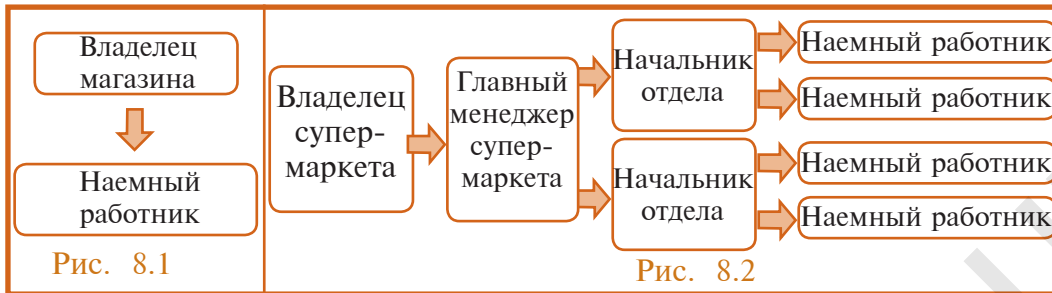 Владелец
магазина
Наемный
работник
Рис. 8.1
Владелец
супер-
маркета
Главный
менеджер
супер-
маркета
Начальник
отдела
Начальник
отдела
Наемный работник
Наемный работник
Наемный работник
Наемный работник
Рис. 8.2